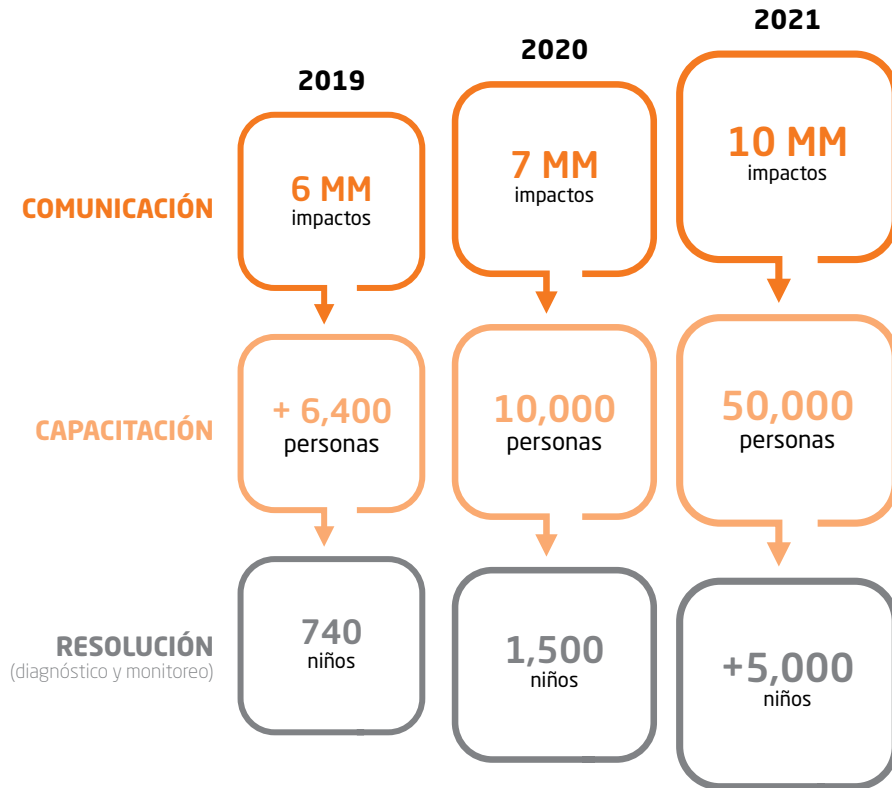 2019
2020
2021
COMUNICACIÓN
6 MM
impactos
7 MM
impactos
10 MM
impactos
CAPACITACIÓN
+ 6,400
personas
10,000
personas
50,000
personas
RESOLUCIÓN
(diagnóstico y monitoreo)
740
niños
1,500
niños
+5,000
niños